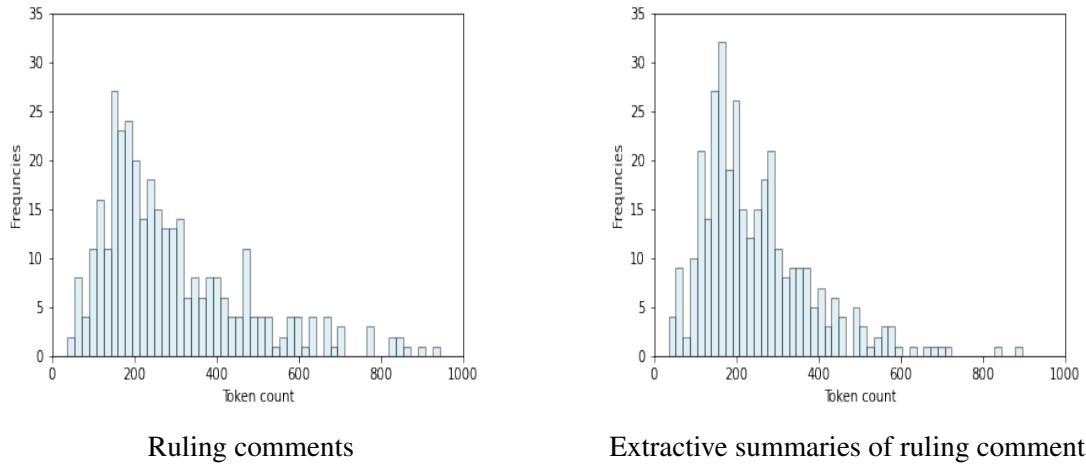 35
30
25
20
15
10
5
0
Frequncies
0 200 400 600 800 1000
Token count
Ruling comments
35
30
25
20
15
10
5
0
Frequncies
0 200 400 600 800 1000
Token count
Extractive summaries of ruling comment